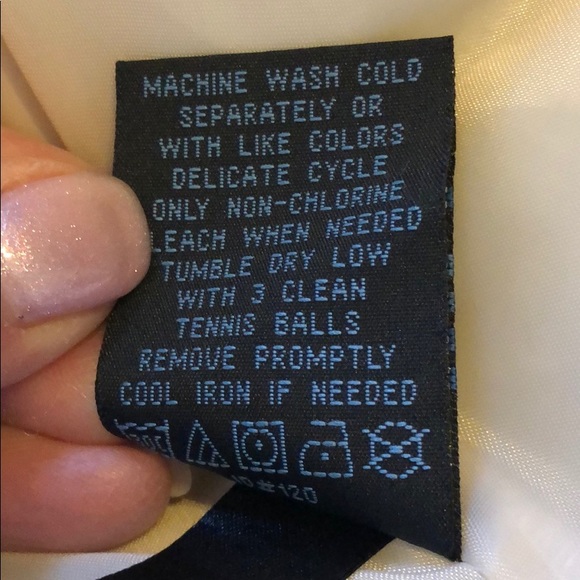 MACHINE WASH COLD
SEPARATELY OR
WITH LIKE COLORS
DELICATE CYCLE
ONLY NON-CHLORINE
LEACH WHEN NEEDED
TUMBLE DRY LOW
WITH 3 CLEAN
TENNIS BALLS
REMOVE PROMPTLY
COOL IRON IF NEEDED
#120